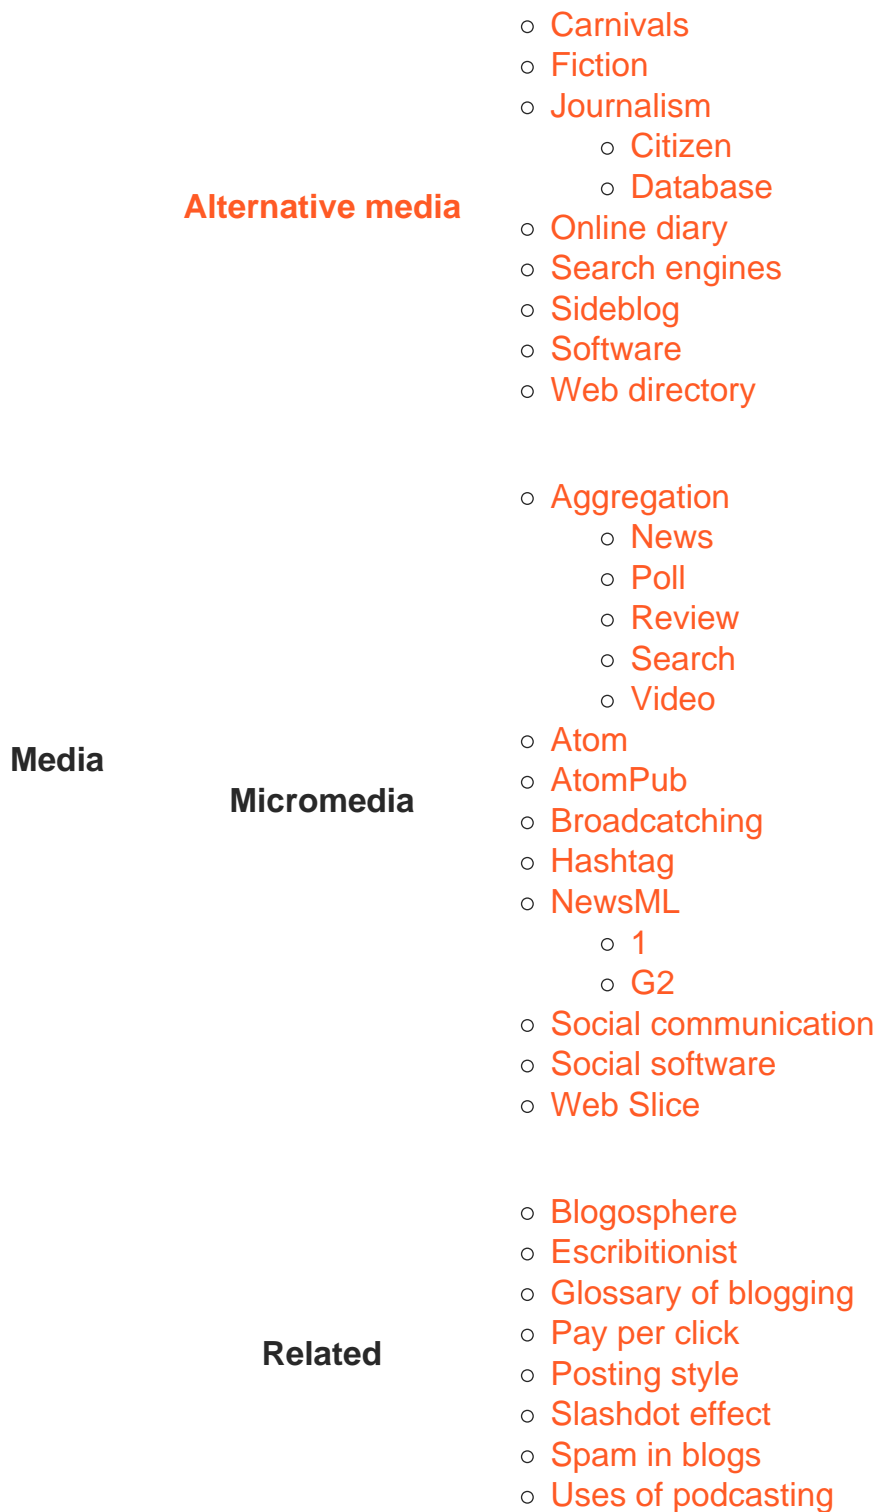 Media
Alternative media
Carnivals
Fiction
Journalism
Citizen
Database
Online diary
Search engines
Sideblog
Software
Web directory
Micromedia
Aggregation
News
Poll
Review
Search
Video
Atom
AtomPub
Broadcatching
Hashtag
NewsML
1
G2
Social communication
Social software
Web Slice
Related
Blogosphere
Escribitionist
Glossary of blogging
Pay per click
Posting style
Slashdot effect
Spam in blogs
Uses of podcasting